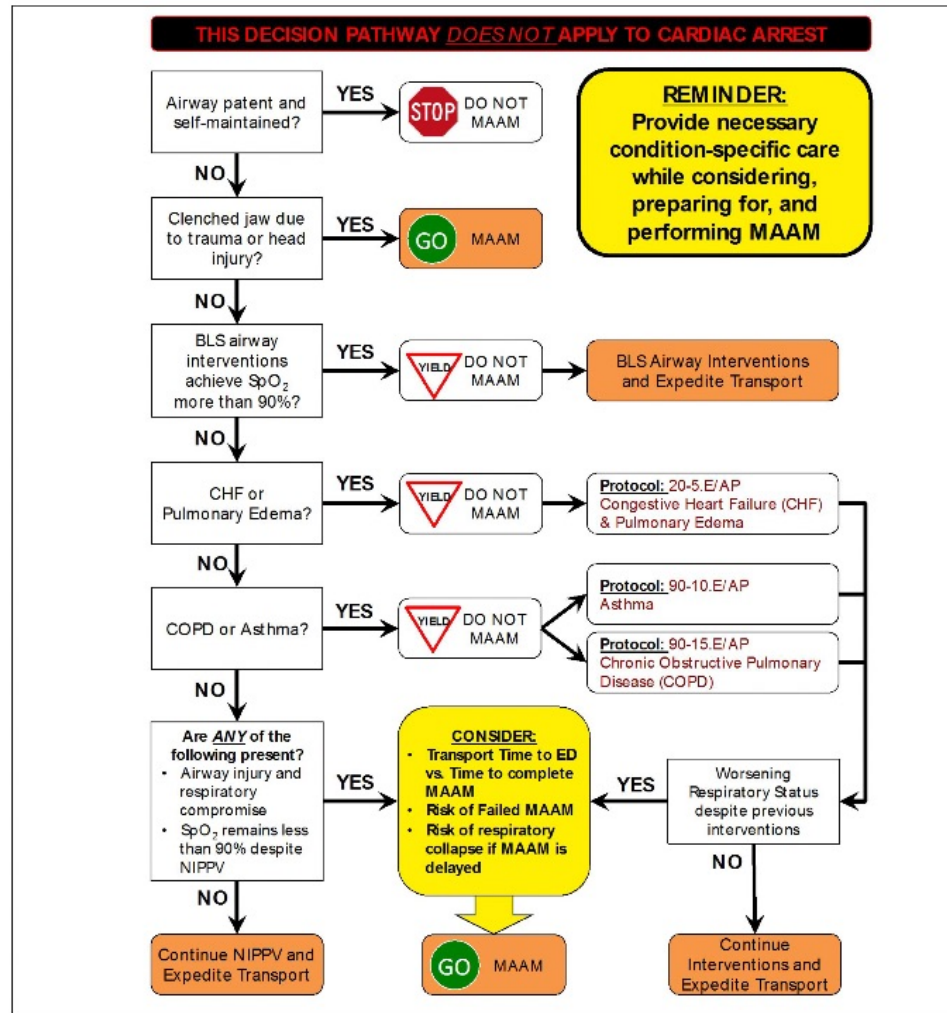 THIS DECISION PATHWAY DOES NOT APPLY TO CARDIAC ARREST
Airway patent and
self-maintained?
YES
STOP
DO NOT
MAAM
REMINDER:
Provide necessary
condition-specific care
while considering,
preparing for, and
performing MAAM
NO
Clenched jaw due
to trauma or head
injury?
YES
GO
MAAM
NO
BLS airway
interventions
achieve SpO₂
more than 90%?
YES
YIELD
DO NOT
MAAM
BLS Airway Interventions
and Expedite Transport
NO
CHF or
Pulmonary Edema?
YES
YIELD
DO NOT
MAAM
Protocol: 20-5.E/AP
Congestive Heart Failure (CHF)
& Pulmonary Edema
NO
COPD or Asthma?
YES
YIELD
DO NOT
MAAM
Protocol: 90-10.E/AP
Asthma
Protocol: 90-15.E/AP
Chronic Obstructive Pulmonary
Disease (COPD)
NO
Are ANY of the
following present?
• Airway injury and
respiratory
compromise
• SpO₂ remains less
than 90% despite
NIPPV
YES
CONSIDER:
• Transport Time to ED
vs. Time to complete
MAAM
• Risk of Failed MAAM
• Risk of respiratory
collapse if MAAM is
delayed
YES
Worsening
Respiratory Status
despite previous
interventions
NO
NO
Continue NIPPV and
Expedite Transport
GO
MAAM
Continue
Interventions and
Expedite Transport